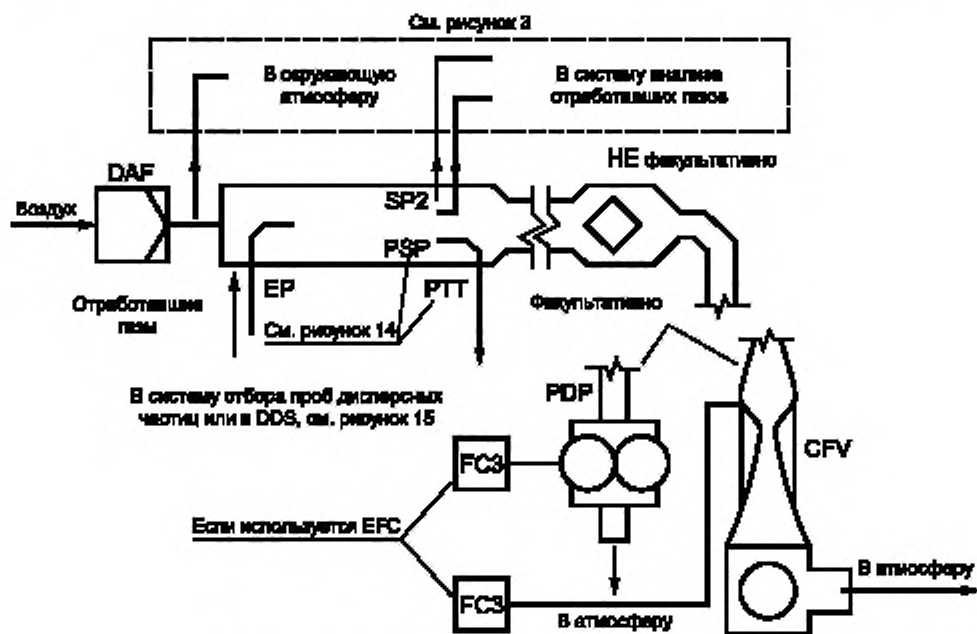 См. рисунок 3
В окружающую
атмосферу
В систему анализа
отработавших газов
НЕ факультативно
DAF
Воздух
SP2
PSP
EP
PTT
Отработавшие
газы
Факультативно
См. рисунок 14
В систему отбора проб дисперсных
частиц или в DDS, см. рисунок 15
PDP
CFV
FC3
Если используется EFC
В атмосферу
FC3
В атмосферу